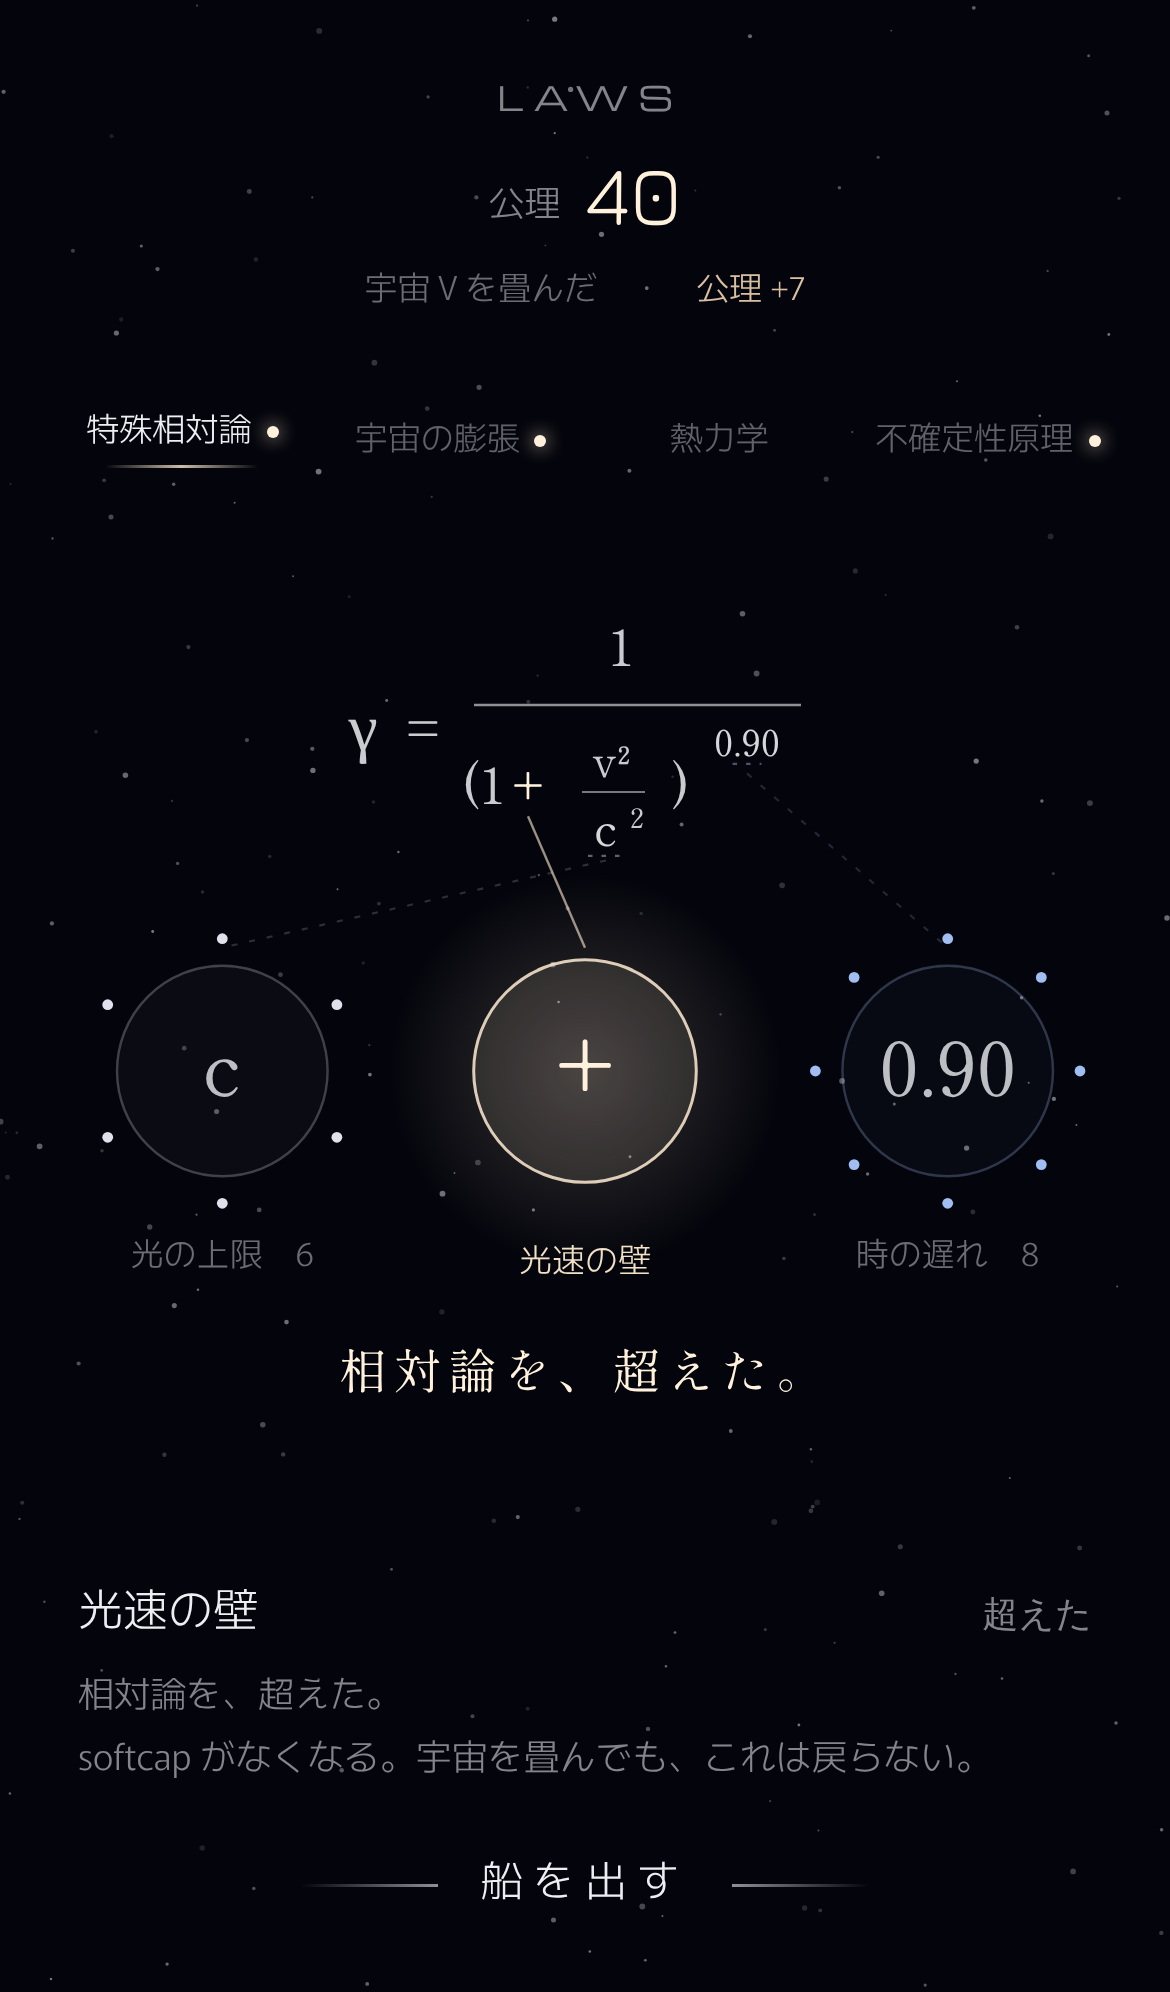 LAWS
公理 40
宇宙 V を畳んだ ・ 公理 +7
特殊相対論 宇宙の膨張 熱力学 不確定性原理
γ = 1 / (1 + v² / c²)^0.90
c + 0.90
光の上限 6 光速の壁 時の遅れ 8
相対論を、超えた。
光速の壁 超えた
相対論を、超えた。
softcap がなくなる。宇宙を畳んでも、これは戻らない。
船を出す